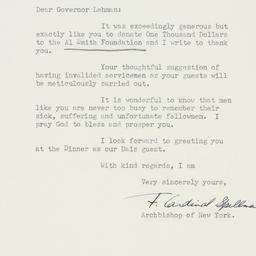 Dear Governor Lehman:
It was exceedingly generous but
exactly like you to donate One Thousand Dollars
to the Al Smith Foundation and I write to thank
you.
Your thoughtful suggestion of
having invalided servicemen as your guests will
be meticulously carried out.
It is wonderful to know that men
like you are never too busy to remember their
sick, suffering and unfortunate fellowmen. I
pray God to bless and prosper you.
I look forward to greeting you
at the Dinner as our Dais guest.
With kind regards, I am
Very sincerely yours,
F. Cardinal Spellman
Archbishop of New York.